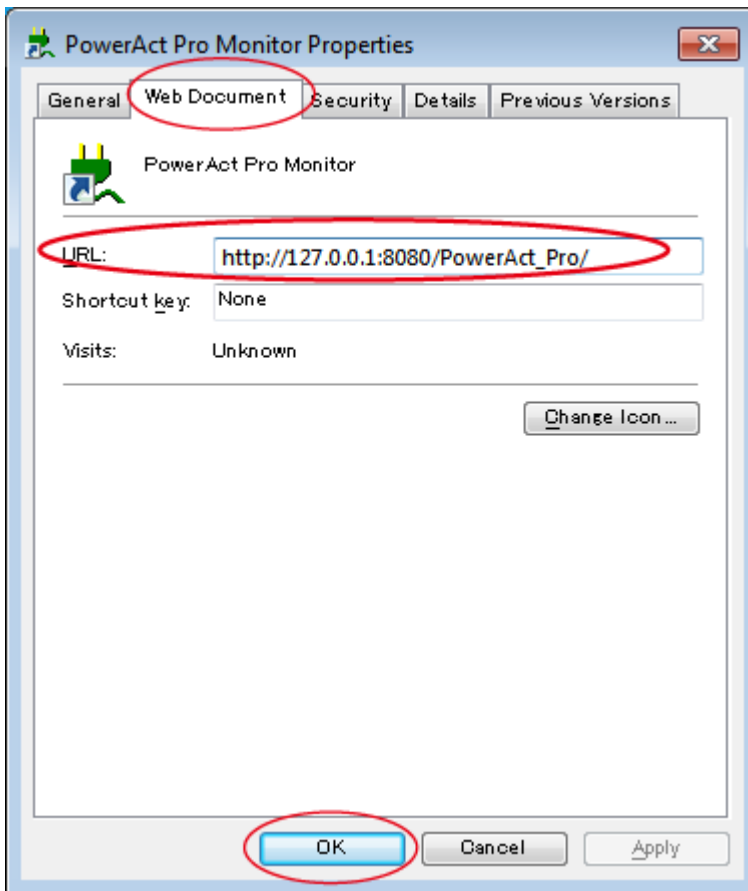 PowerAct Pro Monitor Properties
General Web Document Security Details Previous Versions
PowerAct Pro Monitor
URL: http://127.0.0.1:8080/PowerAct_Pro/
Shortcut key: None
Visits: Unknown
Change Icon...
OK Cancel Apply